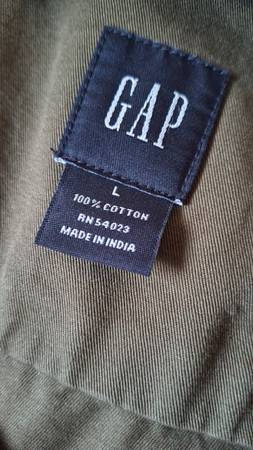 GAP
L
100% COTTON
RN 54023
MADE IN INDIA